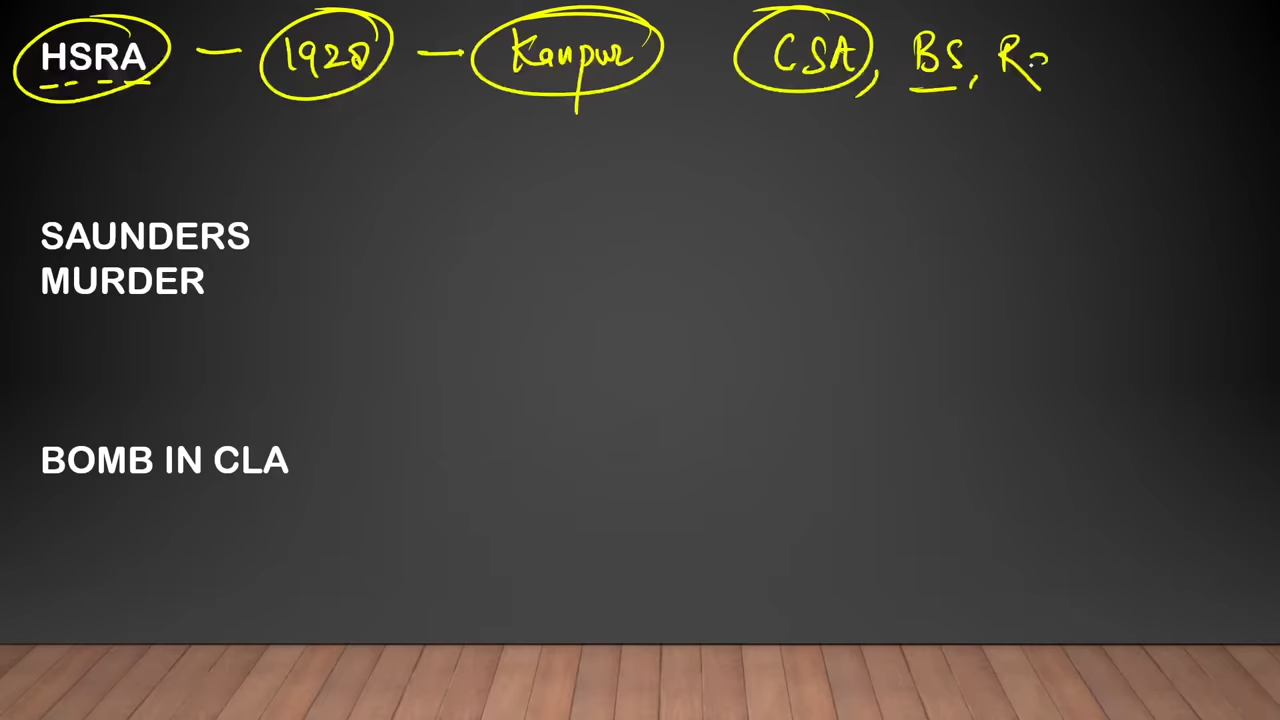 HSRA — 1928 — Kanpur CSA, BS, R
SAUNDERS
MURDER
BOMB IN CLA